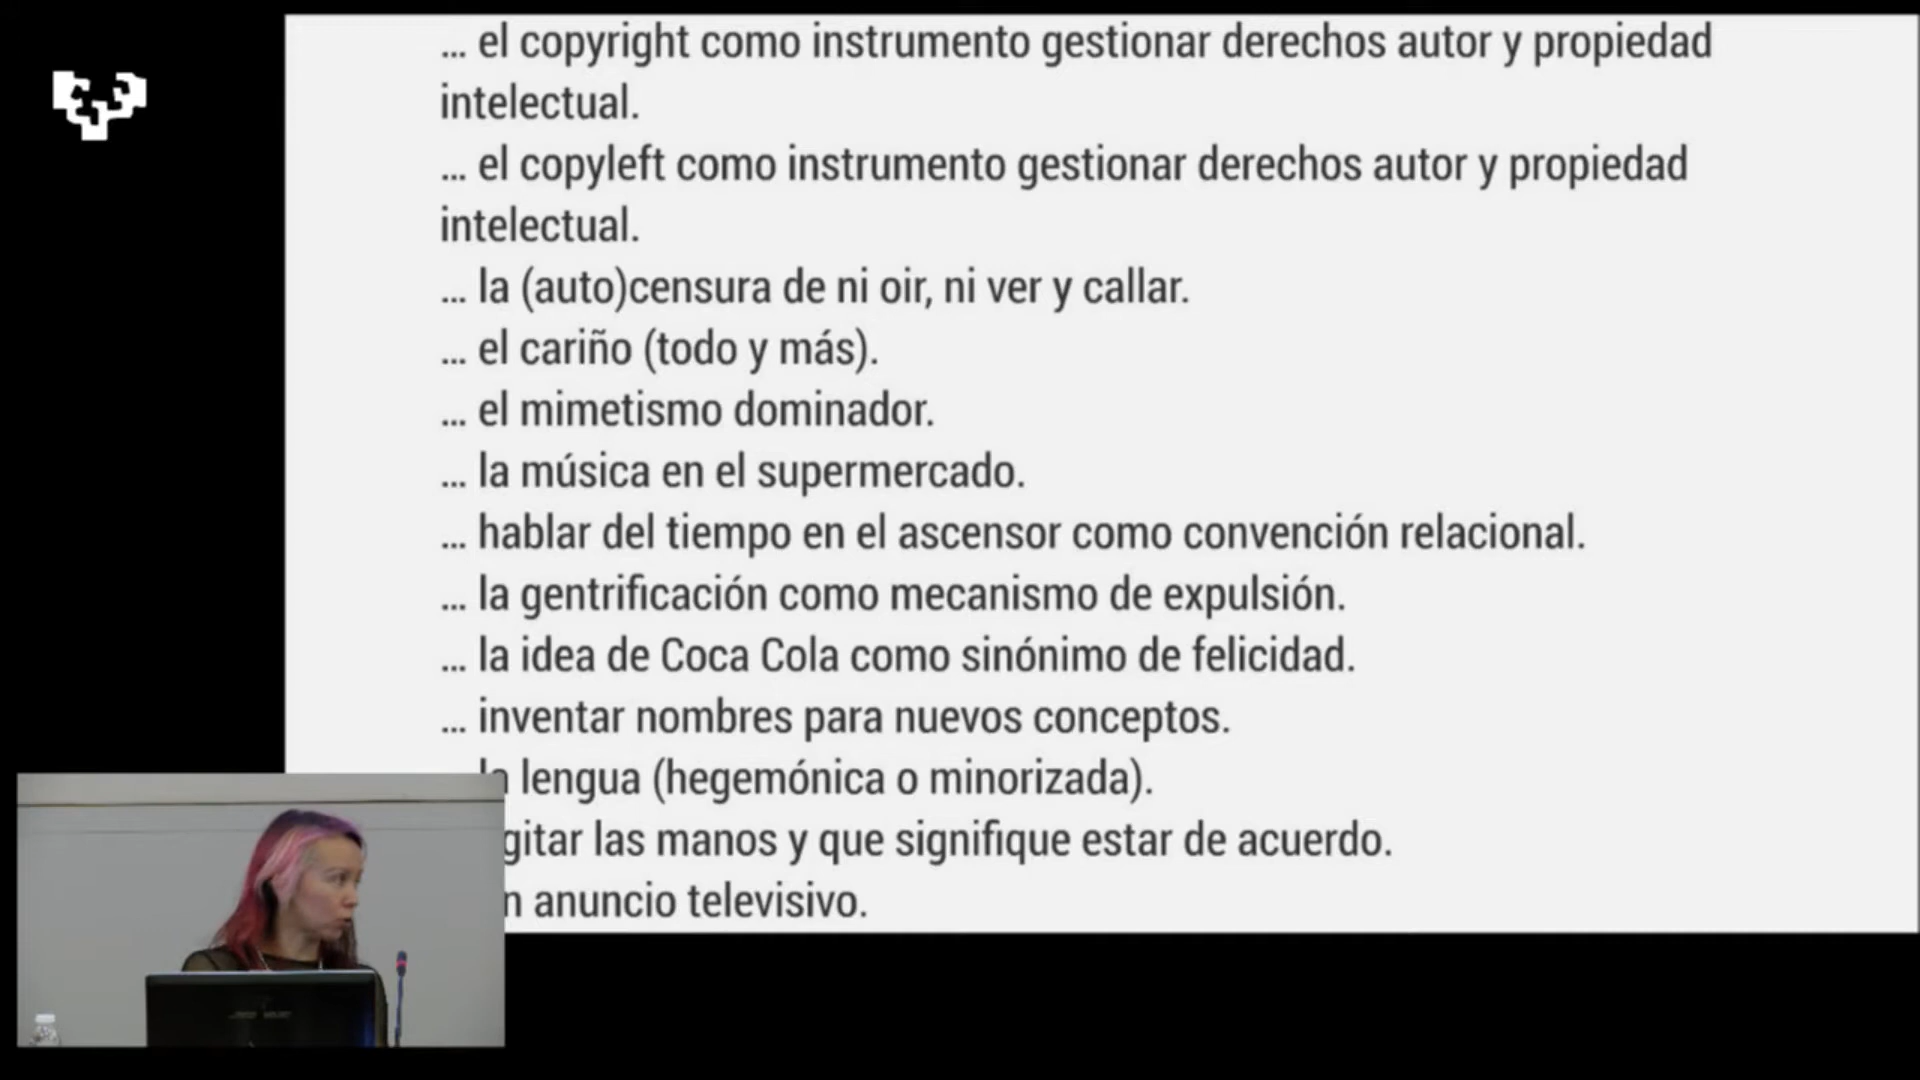 ... el copyright como instrumento gestionar derechos autor y propiedad
intelectual.
... el copyleft como instrumento gestionar derechos autor y propiedad
intelectual.
... la (auto)censura de ni oir, ni ver y callar.
... el cariño (todo y más).
... el mimetismo dominador.
... la música en el supermercado.
... hablar del tiempo en el ascensor como convención relacional.
... la gentrificación como mecanismo de expulsión.
... la idea de Coca Cola como sinónimo de felicidad.
... inventar nombres para nuevos conceptos.
la lengua (hegemónica o minorizada).
gitar las manos y que signifique estar de acuerdo.
n anuncio televisivo.